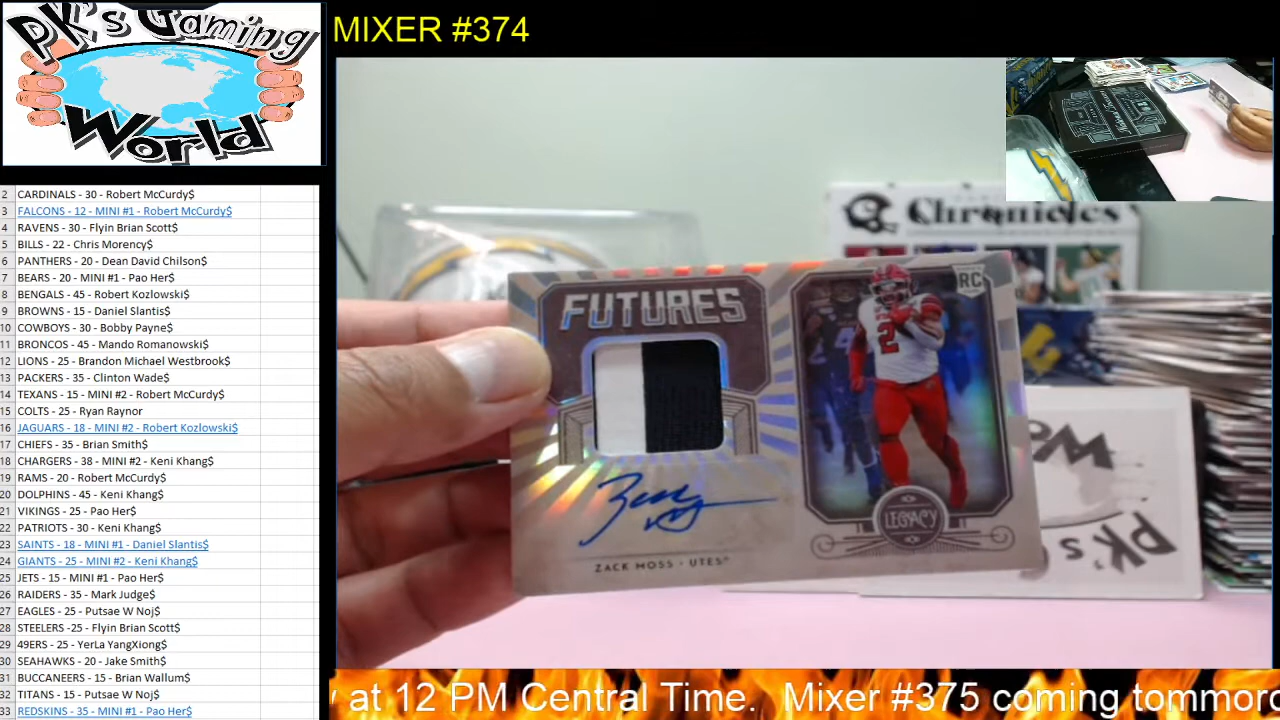 PK's Gaming
World
MIXER #374
2 CARDINALS - 30 - Robert McCurdy$
3 FALCONS - 12 - MINI #1 - Robert McCurdy$
4 RAVENS - 30 - Flyin Brian Scott$
5 BILLS - 22 - Chris Morency$
6 PANTHERS - 20 - Dean David Chilson$
7 BEARS - 20 - MINI #1 - Pao Her$
8 BENGALS - 45 - Robert Kozlowski$
9 BROWNS - 15 - Daniel Slantis$
10 COWBOYS - 30 - Bobby Payne$
11 BRONCOS - 45 - Mando Romanowski$
12 LIONS - 25 - Brandon Michael Westbrook$
13 PACKERS - 35 - Clinton Wade$
14 TEXANS - 15 - MINI #2 - Robert McCurdy$
15 COLTS - 25 - Ryan Raynor
16 JAGUARS - 18 - MINI #2 - Robert Kozlowski$
17 CHIEFS - 35 - Brian Smith$
18 CHARGERS - 38 - MINI #2 - Keni Khang$
19 RAMS - 20 - Robert McCurdy$
20 DOLPHINS - 45 - Keni Khang$
21 VIKINGS - 25 - Pao Her$
22 PATRIOTS - 30 - Keni Khang$
23 SAINTS - 18 - MINI #1 - Daniel Slantis$
24 GIANTS - 25 - MINI #2 - Keni Khang$
25 JETS - 15 - MINI #1 - Pao Her$
26 RAIDERS - 35 - Mark Judge$
27 EAGLES - 25 - Putsae W Noj$
28 STEELERS -25 - Flyin Brian Scott$
29 49ERS - 25 - YerLa YangXiong$
30 SEAHAWKS - 20 - Jake Smith$
31 BUCCANEERS - 15 - Brian Wallum$
32 TITANS - 15 - Putsae W Noj$
33 REDSKINS - 35 - MINI #1 - Pao Her$
Chronicles
FUTURES
RC
2
LEGACY
ZACK MOSS • UTES
PK's
at 12 PM Central Time. Mixer #375 coming tommor